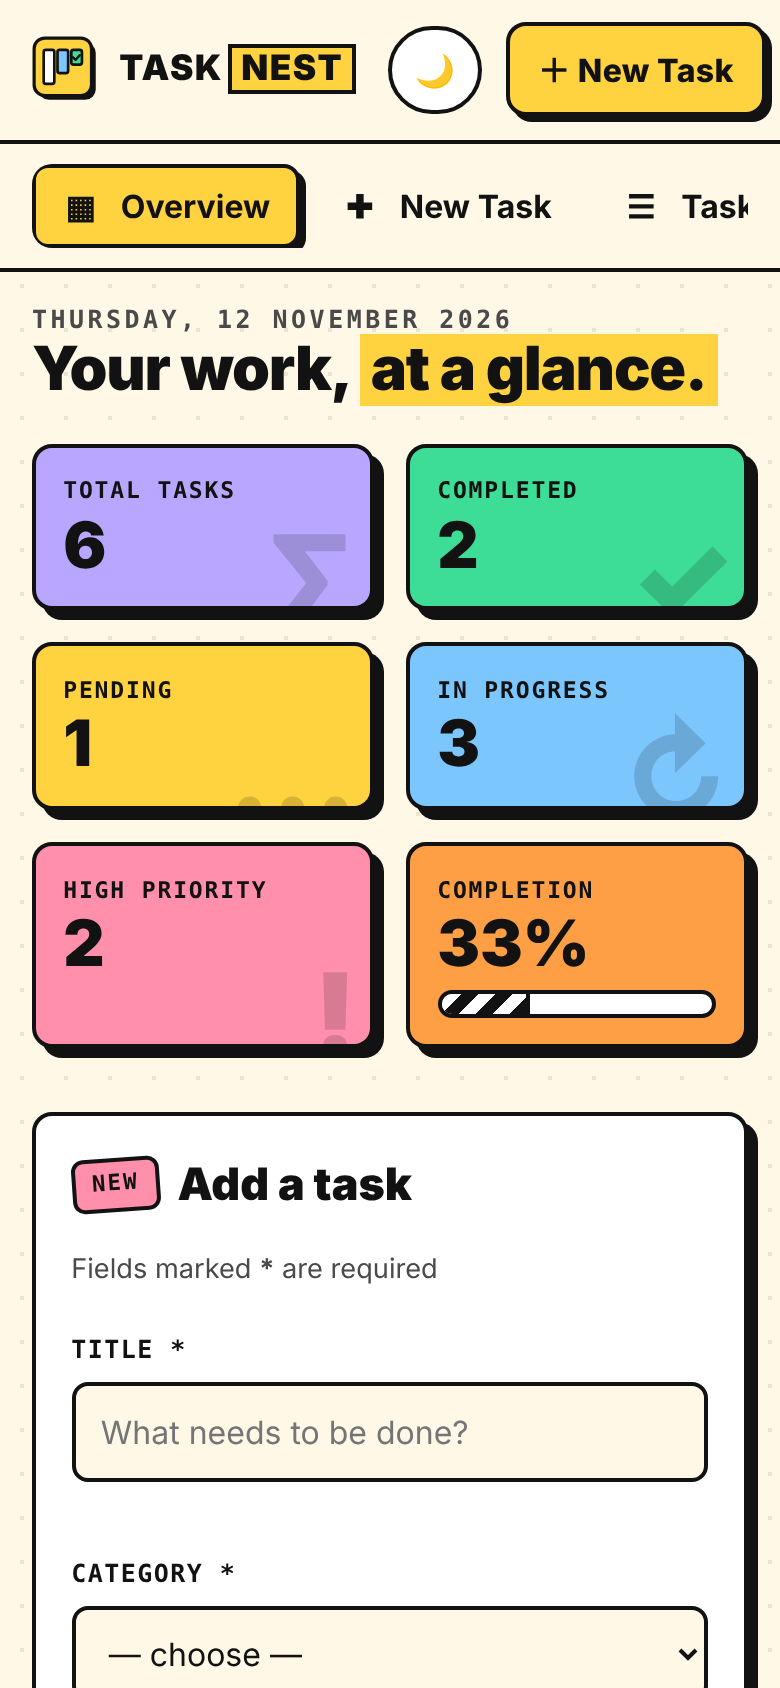 TASK NEST
+ New Task
Overview
New Task
Task
THURSDAY, 12 NOVEMBER 2026
Your work, at a glance.
TOTAL TASKS
6
Σ
COMPLETED
2
PENDING
1
IN PROGRESS
3
HIGH PRIORITY
2
!
COMPLETION
33%
NEW
Add a task
Fields marked * are required
TITLE *
What needs to be done?
CATEGORY *
— choose —